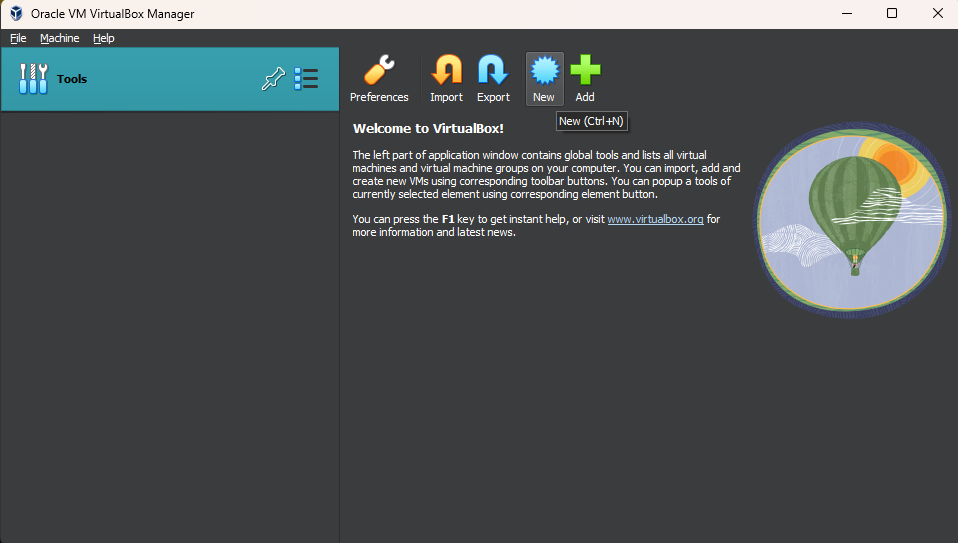 Oracle VM VirtualBox Manager
File Machine Help
Tools
Preferences Import Export New Add
New (Ctrl+N)
Welcome to VirtualBox!
The left part of application window contains global tools and lists all virtual
machines and virtual machine groups on your computer. You can import, add and
create new VMs using corresponding toolbar buttons. You can popup a tools of
currently selected element using corresponding element button.
You can press the F1 key to get instant help, or visit www.virtualbox.org for
more information and latest news.